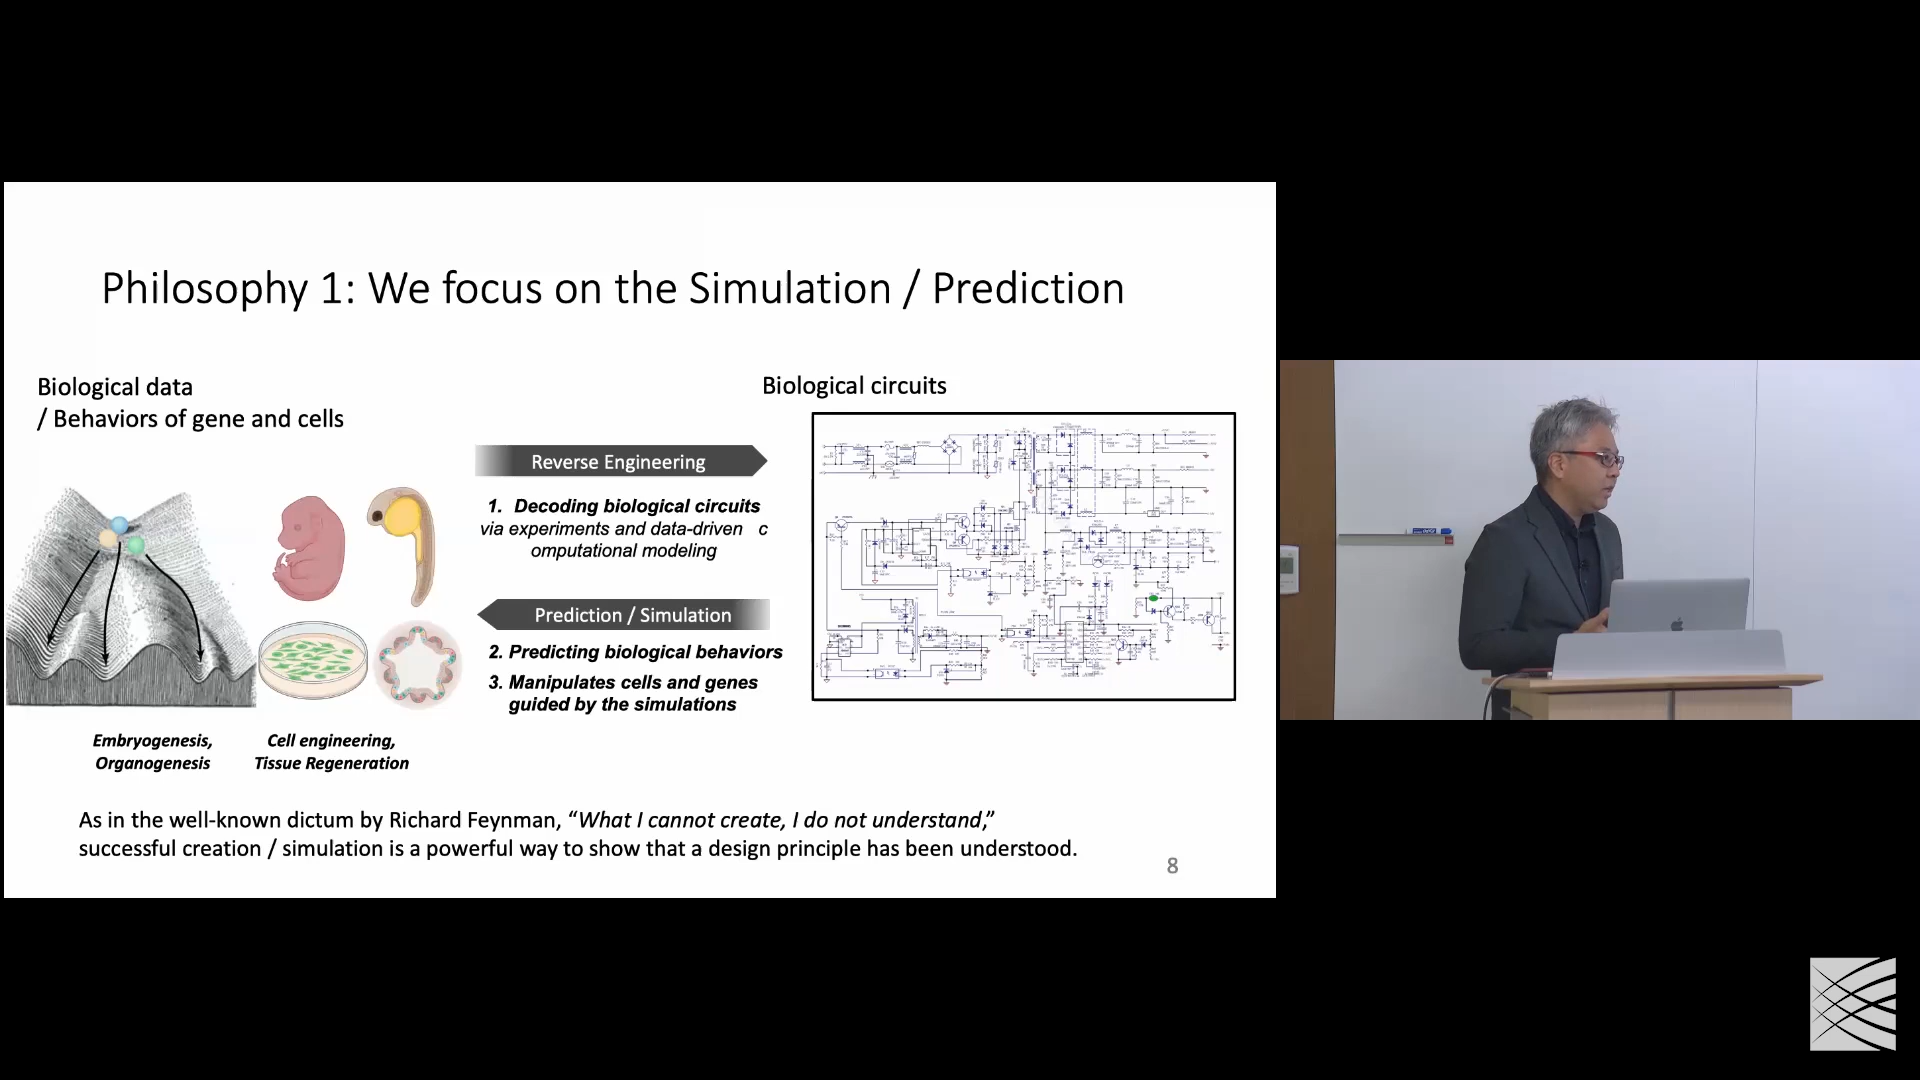 Philosophy 1: We focus on the Simulation / Prediction
Biological data
/ Behaviors of gene and cells
Biological circuits
Reverse Engineering
1. Decoding biological circuits
via experiments and data-driven c
omputational modeling
Prediction / Simulation
2. Predicting biological behaviors
3. Manipulates cells and genes
guided by the simulations
Embryogenesis,
Organogenesis
Cell engineering,
Tissue Regeneration
As in the well-known dictum by Richard Feynman, “What I cannot create, I do not understand,”
successful creation / simulation is a powerful way to show that a design principle has been understood.
8